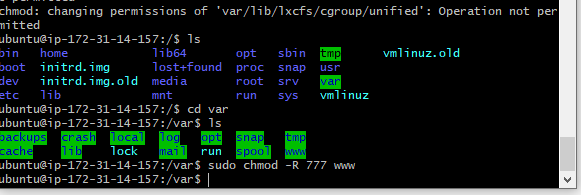 chmod: changing permissions of 'var/lib/lxcfs/cgroup/unified': Operation not per
mitted
ubuntu@ip-172-31-14-157:/$ ls
bin home lib64 opt sbin tmp vmlinuz.old
boot initrd.img lost+found proc snap usr
dev initrd.img.old media root srv var
etc lib mnt run sys vmlinuz
ubuntu@ip-172-31-14-157:/$ cd var
ubuntu@ip-172-31-14-157:/var$ ls
backups crash local log opt snap tmp
cache lib lock mail run spool www
ubuntu@ip-172-31-14-157:/var$ sudo chmod -R 777 www
ubuntu@ip-172-31-14-157:/var$